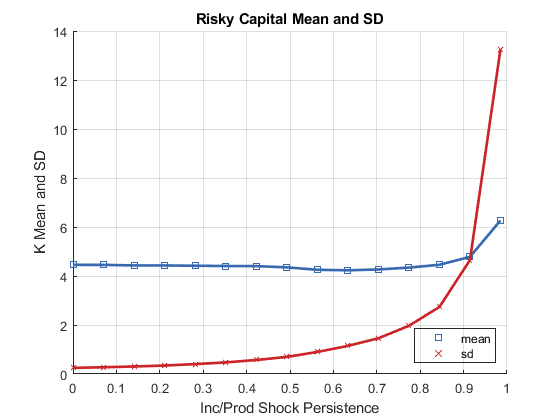 Risky Capital Mean and SD
14
12
10
8
6
4
2
0
K Mean and SD
mean
sd
0 0.1 0.2 0.3 0.4 0.5 0.6 0.7 0.8 0.9 1
Inc/Prod Shock Persistence